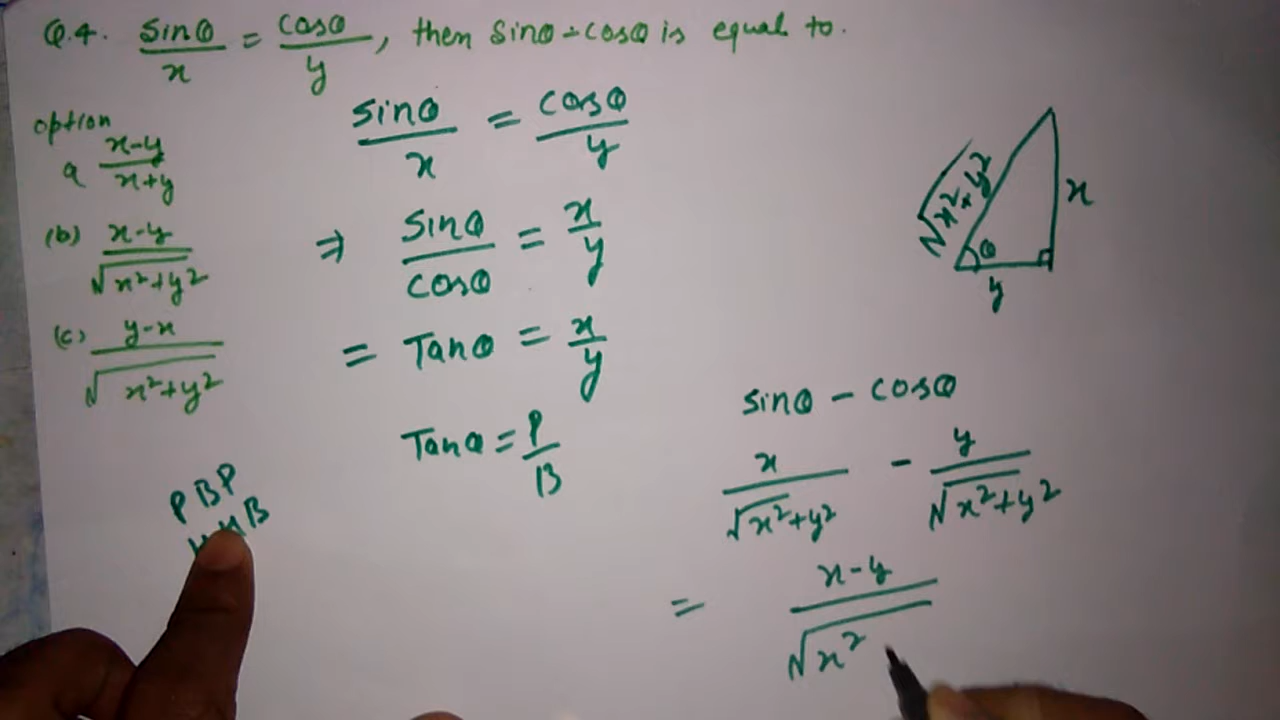 Q.4. sinθ/x = cosθ/y, then sinθ-cosθ is equal to.
option
a x-y/x+y
(b) x-y/√x²+y²
(c) y-x/√x²+y²
P B P
H B
sinθ/x = cosθ/y
⇒ sinθ/cosθ = x/y
= Tanθ = x/y
Tanθ = P/B
√x²+y²
x
θ
y
sinθ - cosθ
x/√x²+y² - y/√x²+y²
= x-y/√x²